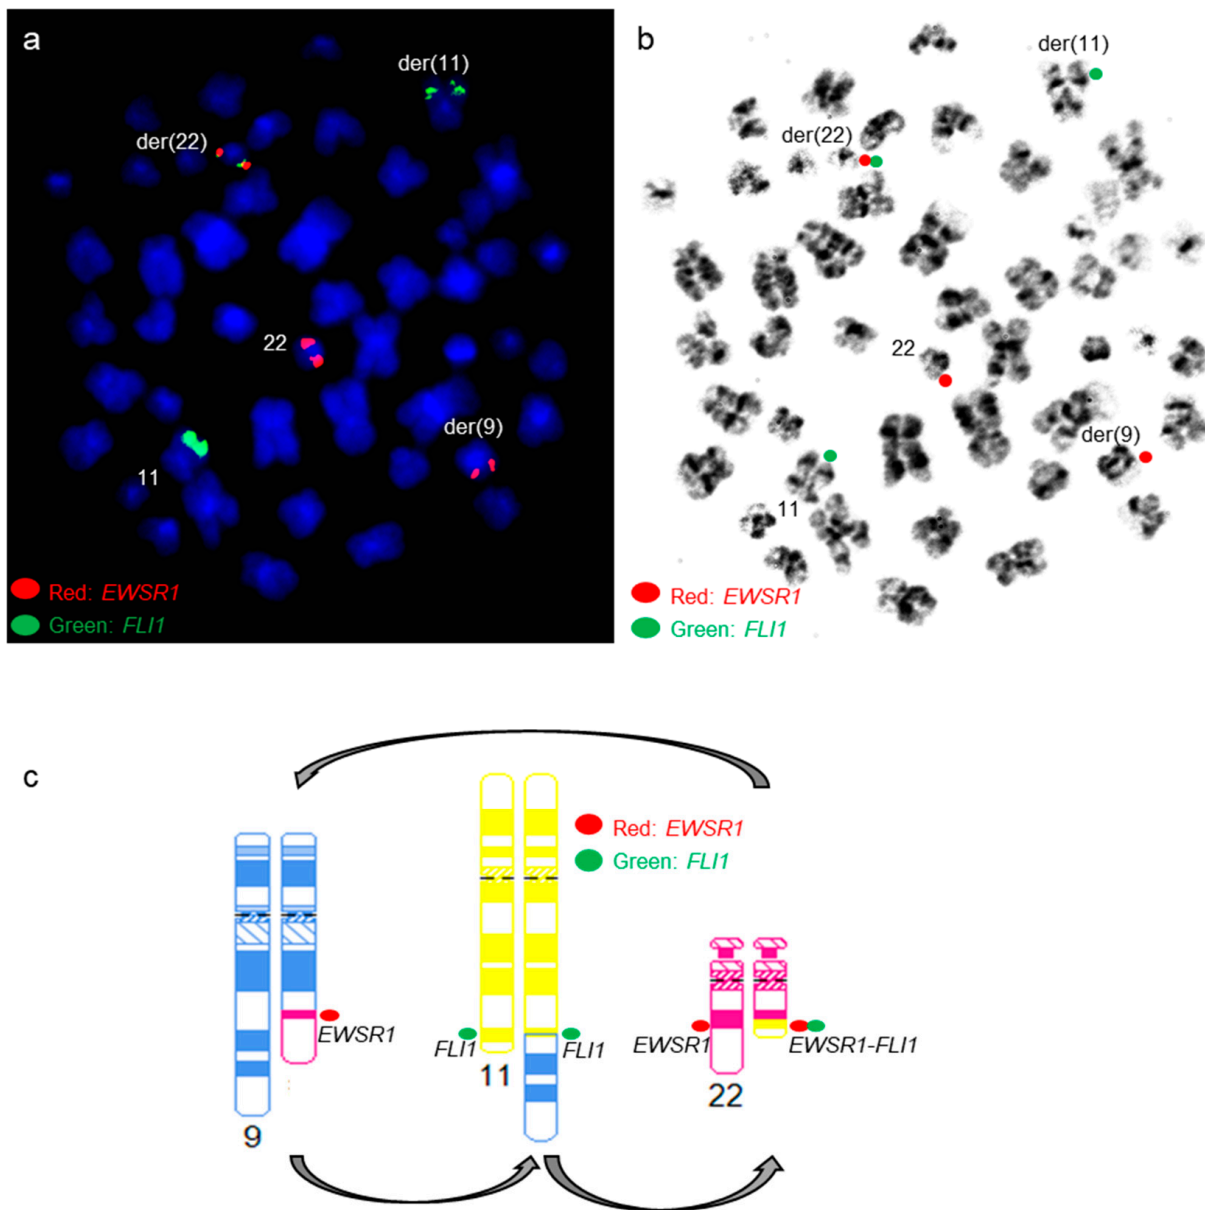 a
der(11)
der(22)
22
der(9)
11
Red: EWSR1
Green: FLI1
b
der(11)
der(22)
22
der(9)
11
Red: EWSR1
Green: FLI1
c
Red: EWSR1
Green: FLI1
EWSR1
FLI1
FLI1
EWSR1
EWSR1-FLI1
9
11
22